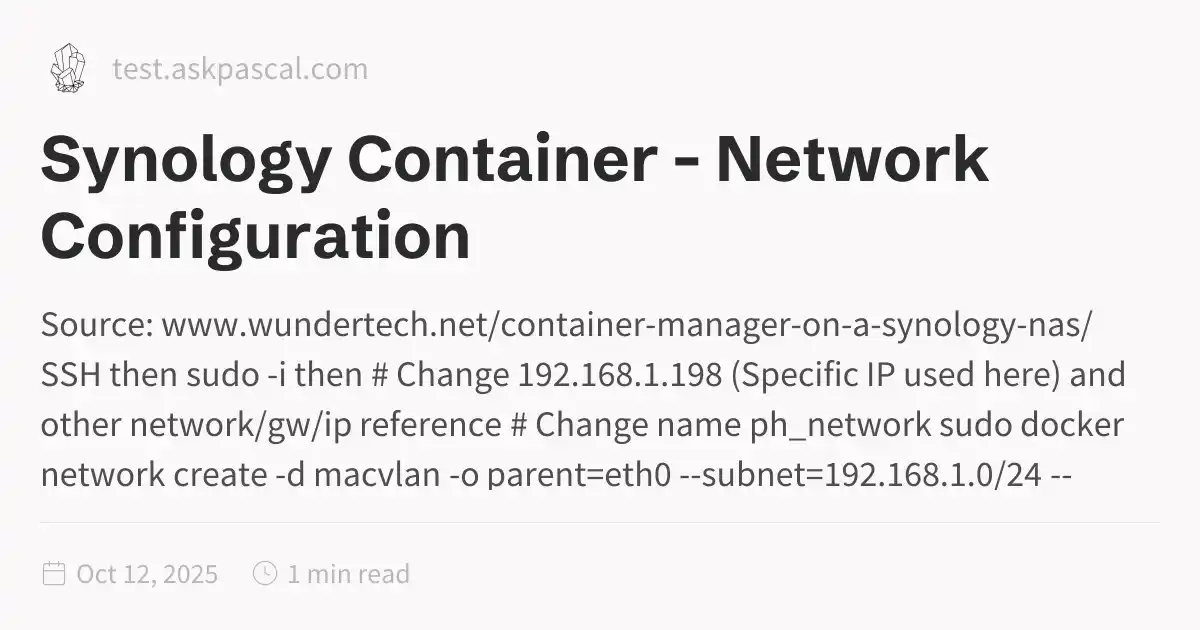 test.askpascal.com
Synology Container - Network
Configuration
Source: www.wundertech.net/container-manager-on-a-synology-nas/
SSH then sudo -i then # Change 192.168.1.198 (Specific IP used here) and
other network/gw/ip reference # Change name ph_network sudo docker
network create -d macvlan -o parent=eth0 --subnet=192.168.1.0/24 --
Oct 12, 2025 1 min read